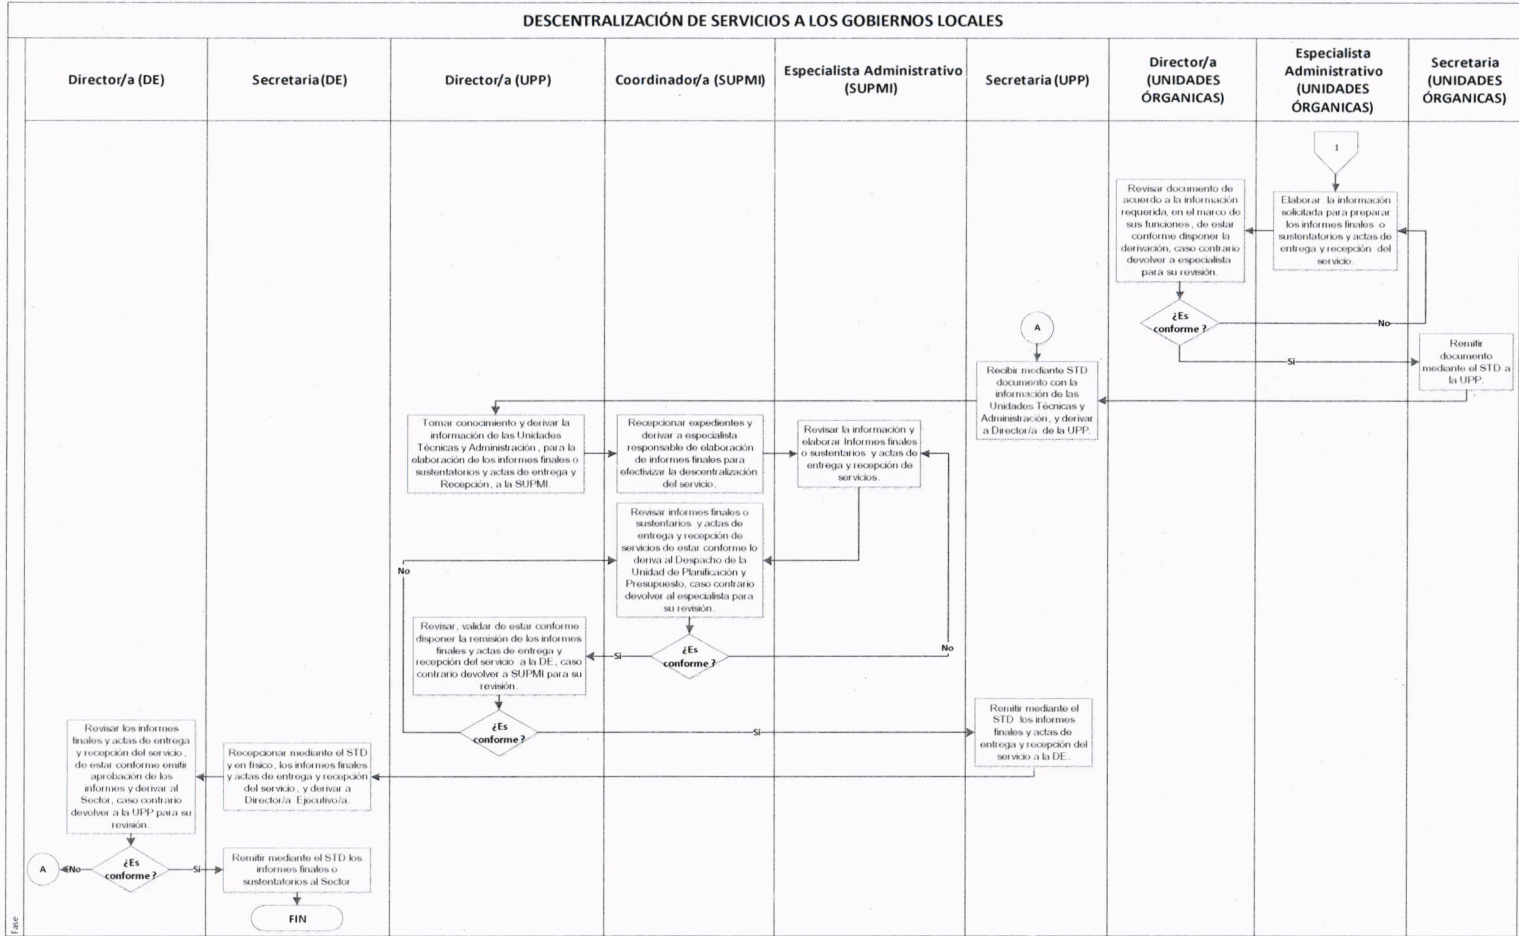 DESCENTRALIZACIÓN DE SERVICIOS A LOS GOBIERNOS LOCALES
Director/a (DE)
Secretaria (DE)
Director/a (UPP)
Coordinador/a (SUPMI)
Especialista Administrativo
(SUPMI)
Secretaria (UPP)
Director/a
(UNIDADES
ÓRGANICAS)
Especialista
Administrativo
(UNIDADES
ÓRGANICAS)
Secretaria
(UNIDADES
ÓRGANICAS)
1
Elaborar la información
solicitada para preparar
los informes finales o
sustentatorios y actas de
entrega y recepción del
servicio.
Revisar documento de
acuerdo a la información
requerida, en el marco de
sus funciones, de estar
conforme disponer la
derivación, caso contrario
devolver a especialista
para su revisión.
¿Es
conforme?
No
Si
Remitir
documento
mediante el STD a
la UPP.
A
Recibir mediante STD
documento con la
información de las
Unidades Técnicas y
Administración, y derivar
a Director/a de la UPP.
Tomar conocimiento y derivar la
información de las Unidades
Técnicas y Administración, para la
elaboración de los informes finales o
sustentatorios y actas de entrega y
Recepción, a la SUPMI.
Recepcionar expedientes y
derivar a especialista
responsable de elaboración
de informes finales para
efectivizar la descentralización
del servicio.
Revisar la información y
elaborar Informes finales
o sustentarios y actas de
entrega y recepción de
servicios.
Revisar informes finales o
sustentarios y actas de
entrega y recepción de
servicios de estar conforme lo
deriva al Despacho de la
Unidad de Planificación y
Presupuesto, caso contrario
devolver al especialista para
su revisión.
¿Es
conforme?
No
Si
Revisar, validar de estar conforme
disponer la remisión de los informes
finales y actas de entrega y
recepción del servicio a la DE, caso
contrario devolver a SUPMI para su
revisión.
¿Es
conforme?
No
Si
Remitir mediante el
STD los informes
finales y actas de
entrega y recepción del
servicio a la DE.
Recepcionar mediante el STD
y en físico, los informes finales
y actas de entrega y recepción
del servicio, y derivar a
Director/a Ejecutivo/a.
Revisar los informes
finales y actas de entrega
y recepción del servicio,
de estar conforme emitir
aprobación de los
informes y derivar al
Sector, caso contrario
devolver a la UPP para su
revisión.
¿Es
conforme?
No
A
Si
Remitir mediante el STD los
informes finales o
sustentatorios al Sector
FIN
Fase